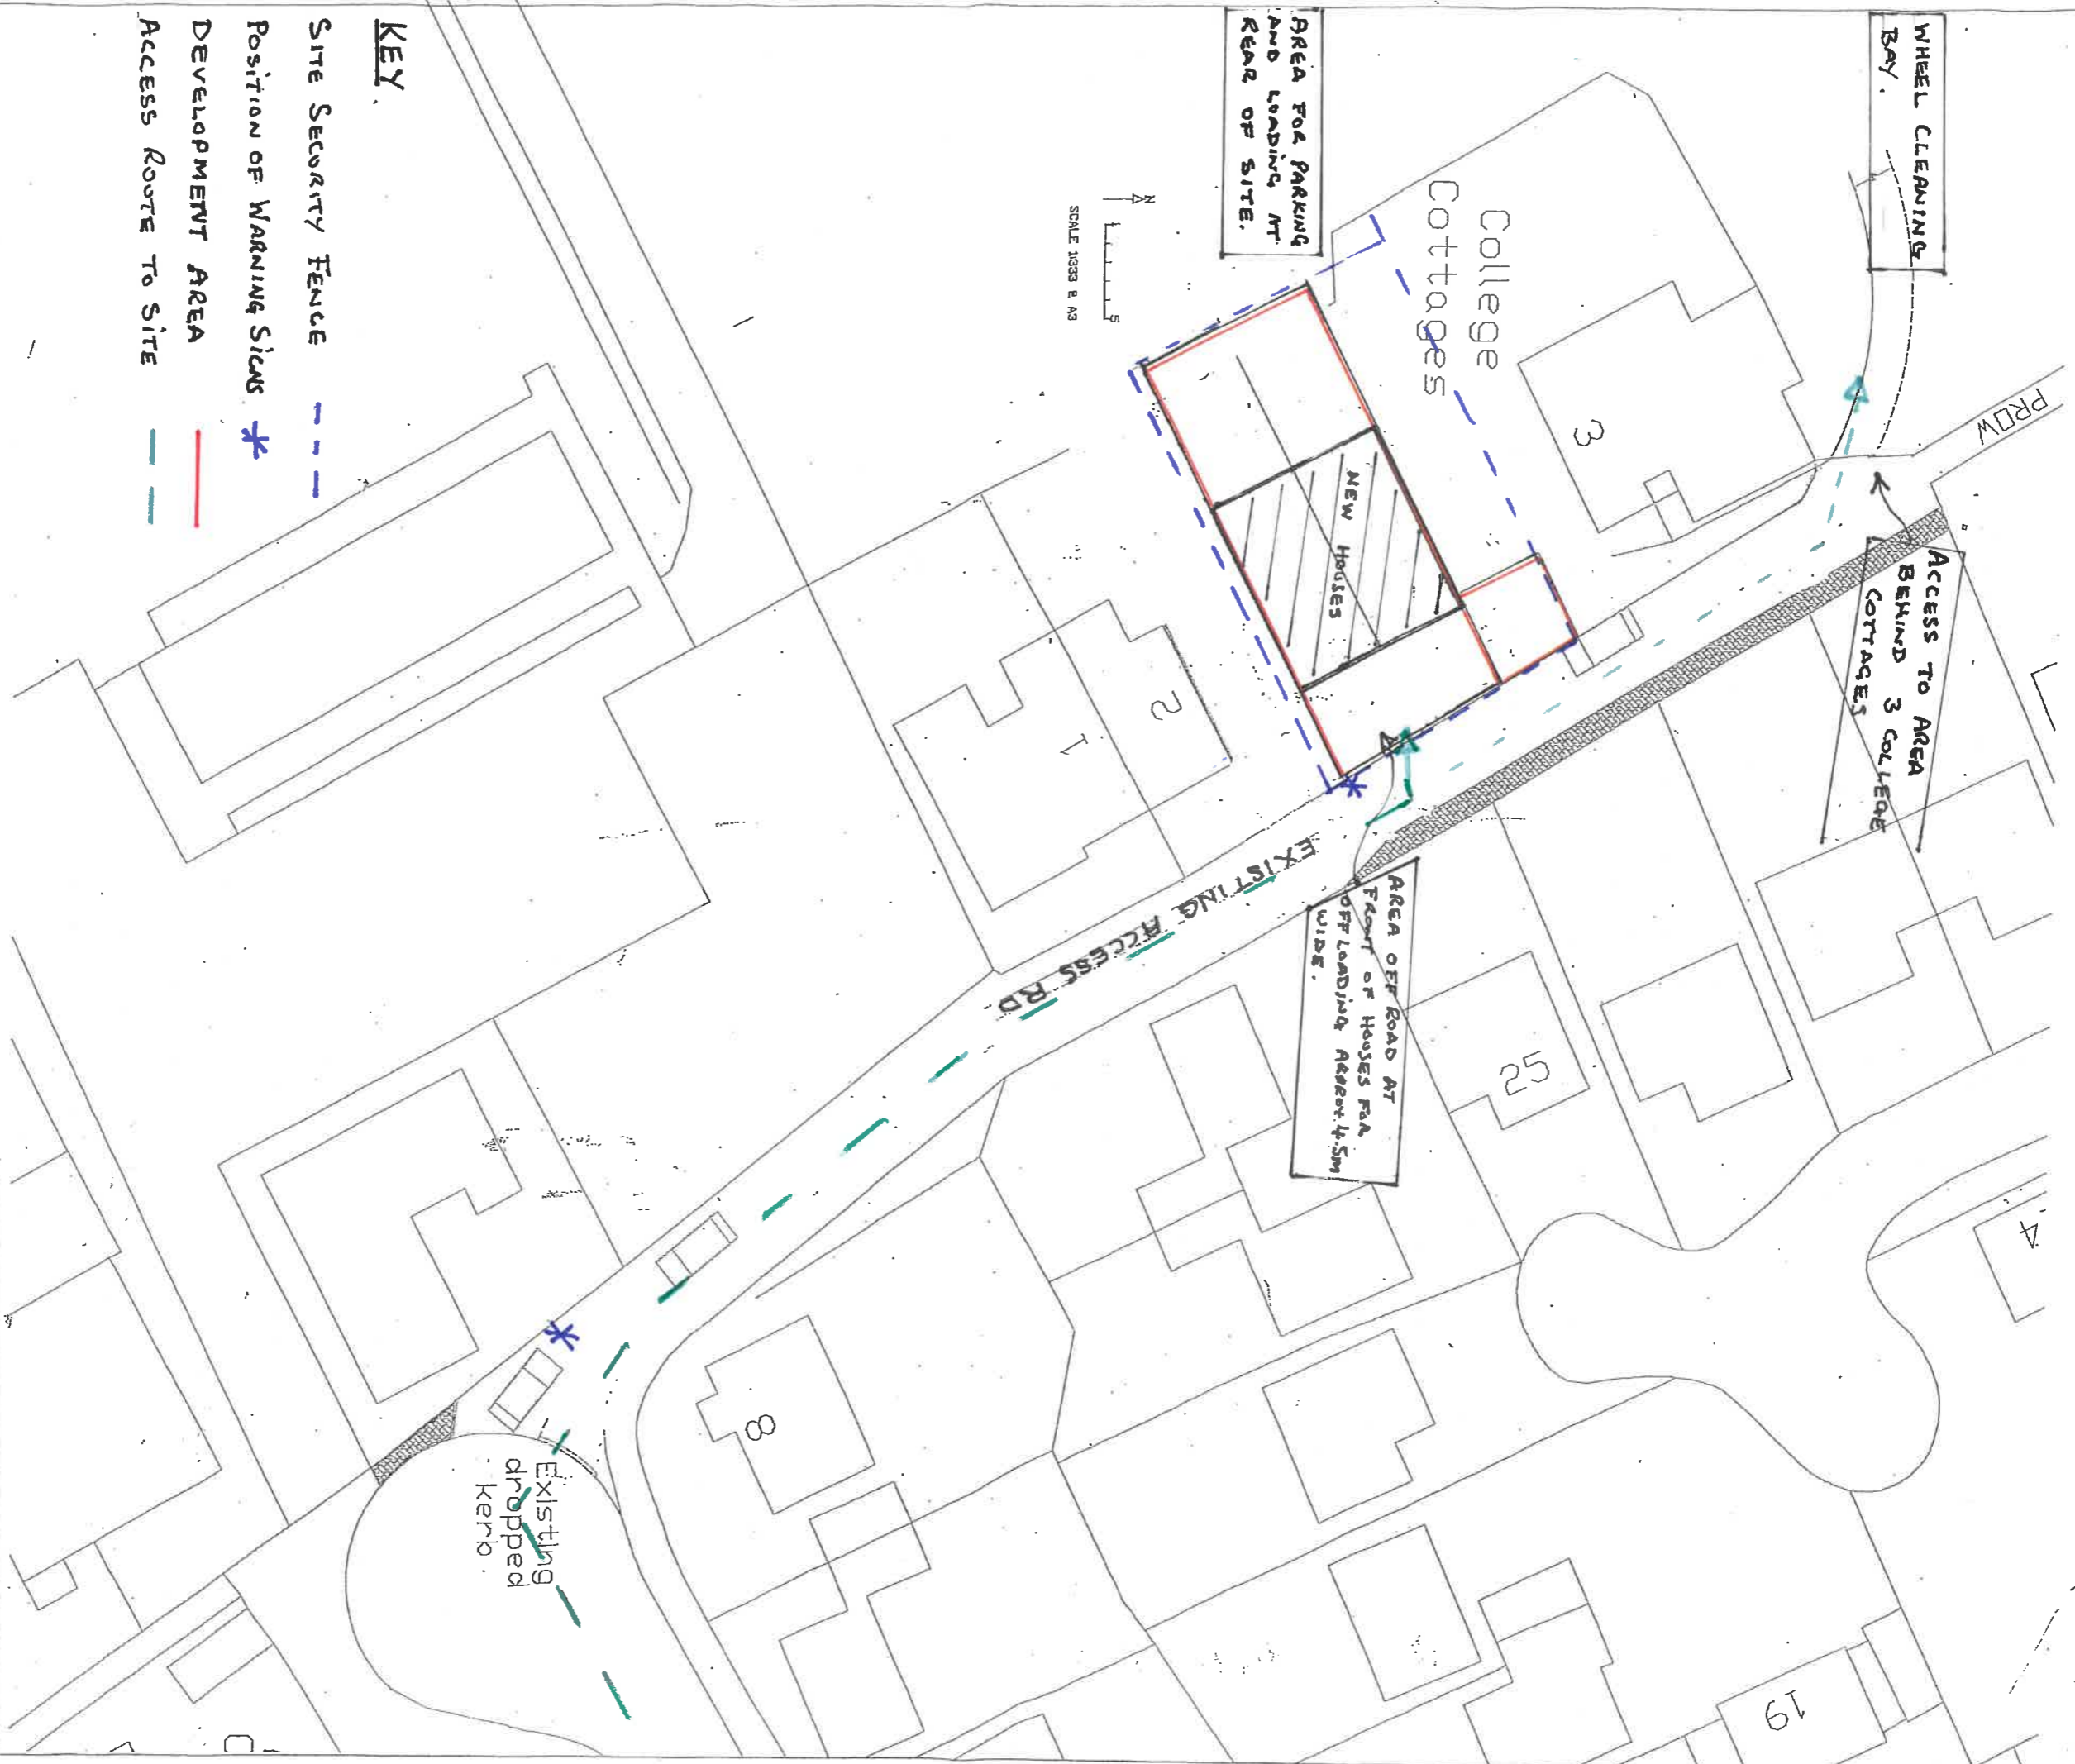 KEY.
SITE SECURITY FENCE
POSITION OF WARNING SIGNS *
DEVELOPMENT AREA
ACCESS ROUTE TO SITE
WHEEL CLEANING
BAY.
AREA FOR PARKING
AND LOADING AT
REAR OF SITE.
N
5
SCALE 1:333 @ A3
College
Cottages
3
PROW
ACCESS TO AREA
BEHIND 3 COLLEGE
COTTAGES
NEW HOUSES
2
1
*
EXISTING ACCESS RD
AREA OFF ROAD AT
FRONT OF HOUSES FOR
OFF LOADING APPROX 4.5M
WIDE.
25
4
*
8
Existing
dropped
kerb.
19